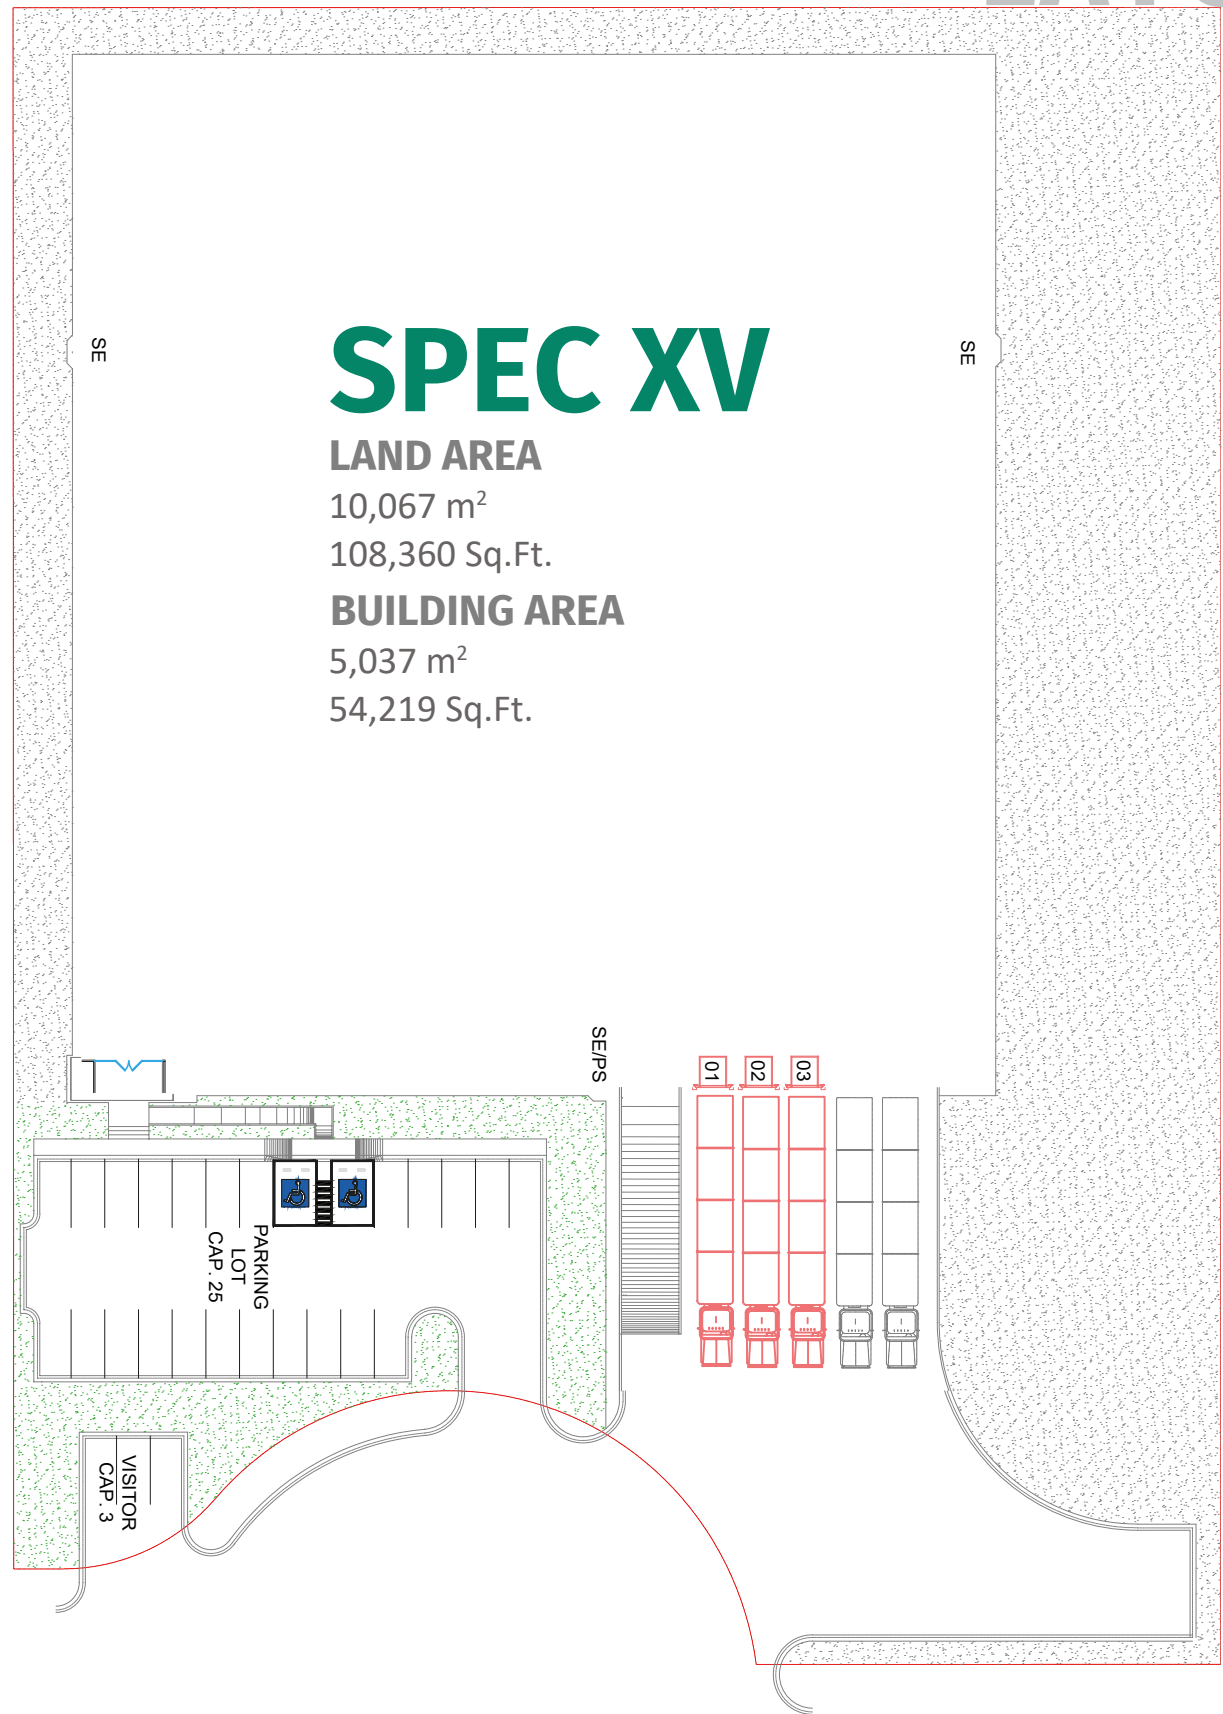 SPEC XV
LAND AREA
10,067 m²
108,360 Sq.Ft.
BUILDING AREA
5,037 m²
54,219 Sq.Ft.
SE
SE
SE/PS
01
02
03
PARKING
LOT
CAP. 25
VISITOR
CAP. 3